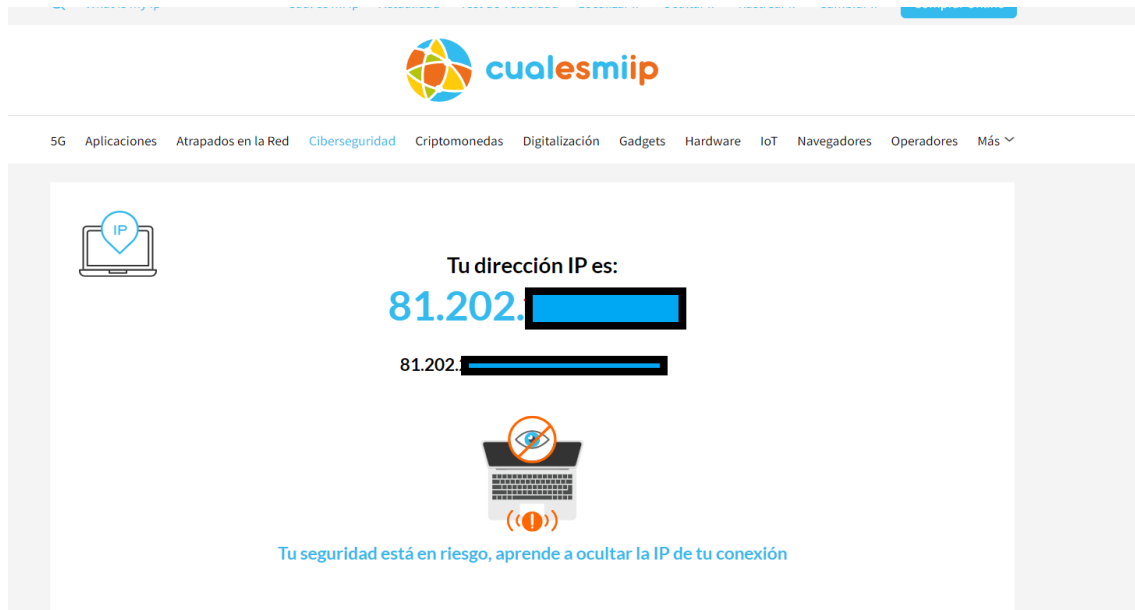 cualesmiip
5G Aplicaciones Atrapados en la Red Ciberseguridad Criptomonedas Digitalización Gadgets Hardware IoT Navegadores Operadores Más
IP
Tu dirección IP es:
81.202.
81.202.
Tu seguridad está en riesgo, aprende a ocultar la IP de tu conexión